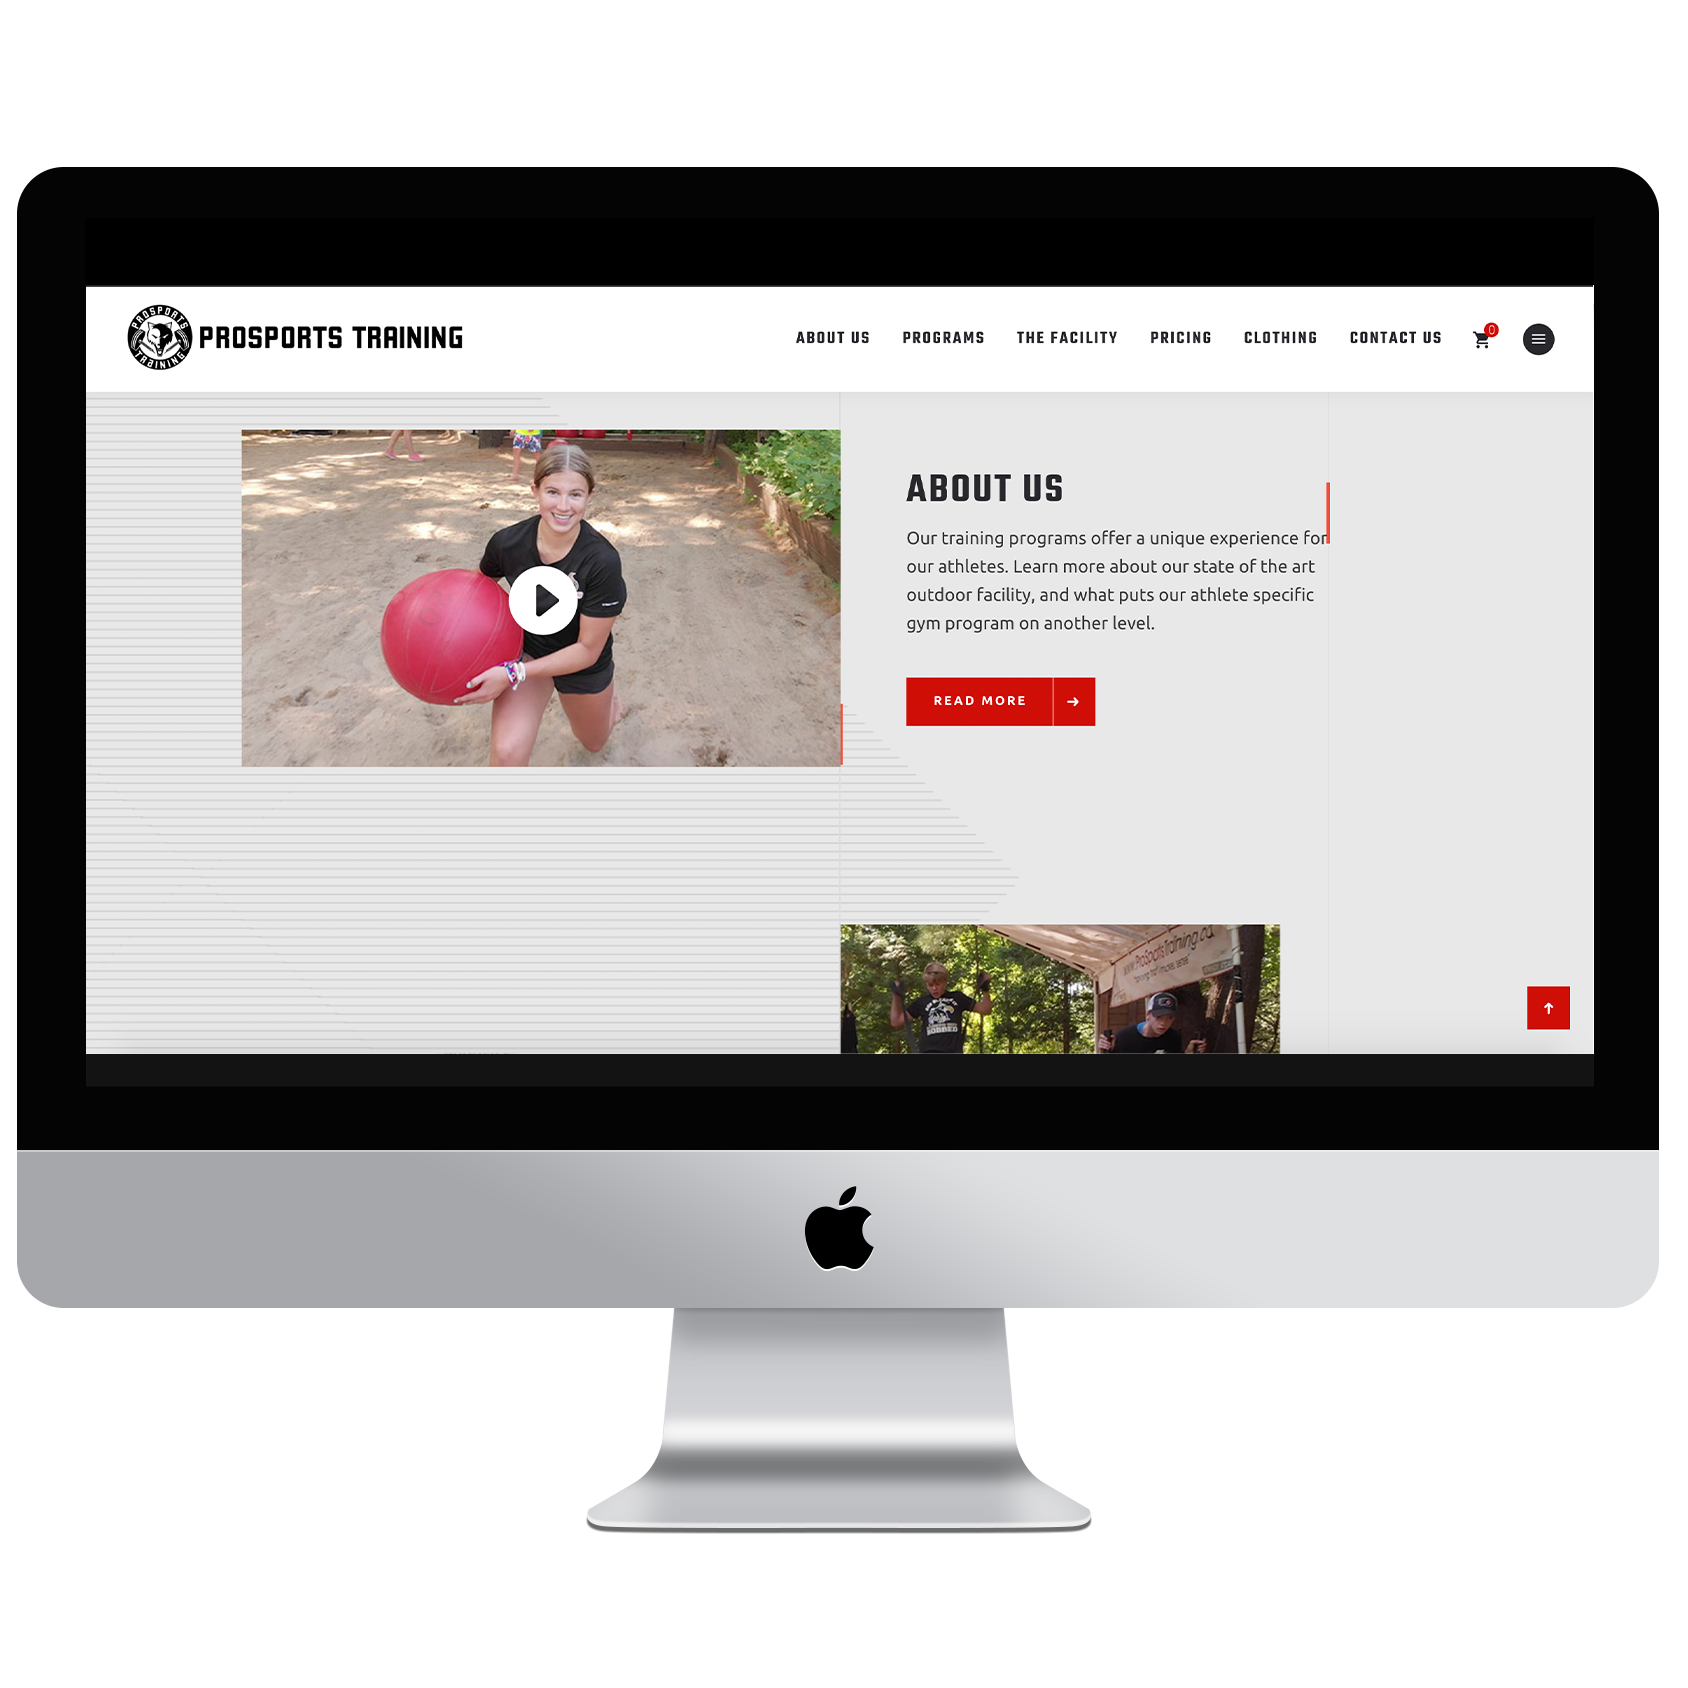 PROSPORTS
TRAINING
PROSPORTS TRAINING
ABOUT US
PROGRAMS
THE FACILITY
PRICING
CLOTHING
CONTACT US
0
ABOUT US
Our training programs offer a unique experience for
our athletes. Learn more about our state of the art
outdoor facility, and what puts our athlete specific
gym program on another level.
READ MORE
www.ProSportsTraining.ca